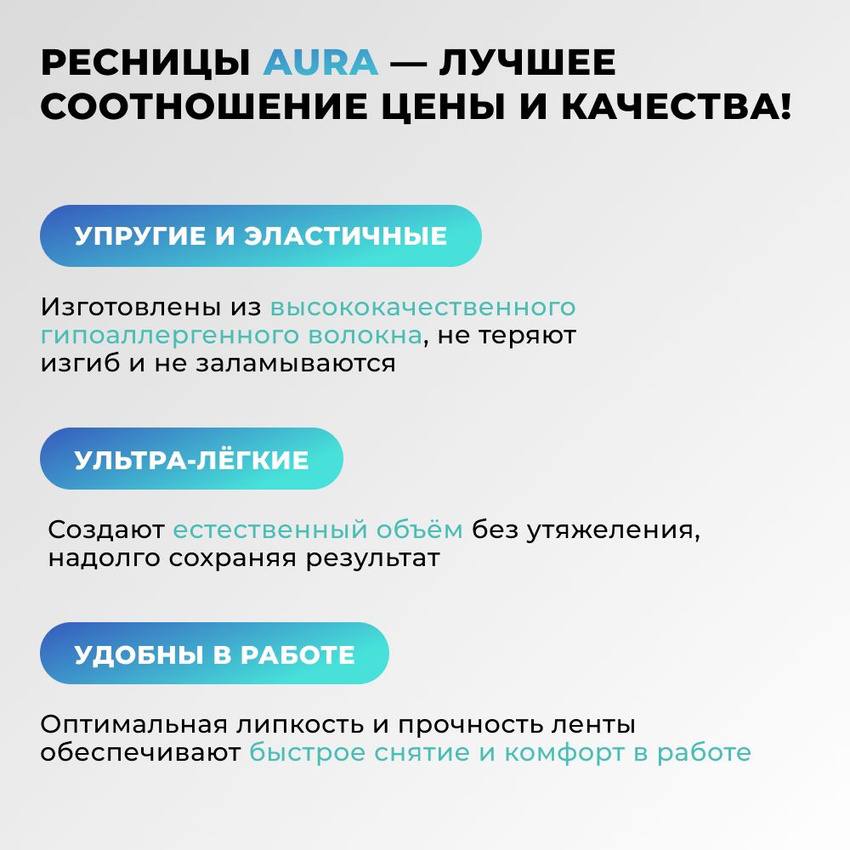 РЕСНИЦЫ AURA — ЛУЧШЕЕ
СООТНОШЕНИЕ ЦЕНЫ И КАЧЕСТВА!
УПРУГИЕ И ЭЛАСТИЧНЫЕ
Изготовлены из высококачественного
гипоаллергенного волокна, не теряют
изгиб и не заламываются
УЛЬТРА-ЛЁГКИЕ
Создают естественный объём без утяжеления,
надолго сохраняя результат
УДОБНЫ В РАБОТЕ
Оптимальная липкость и прочность ленты
обеспечивают быстрое снятие и комфорт в работе